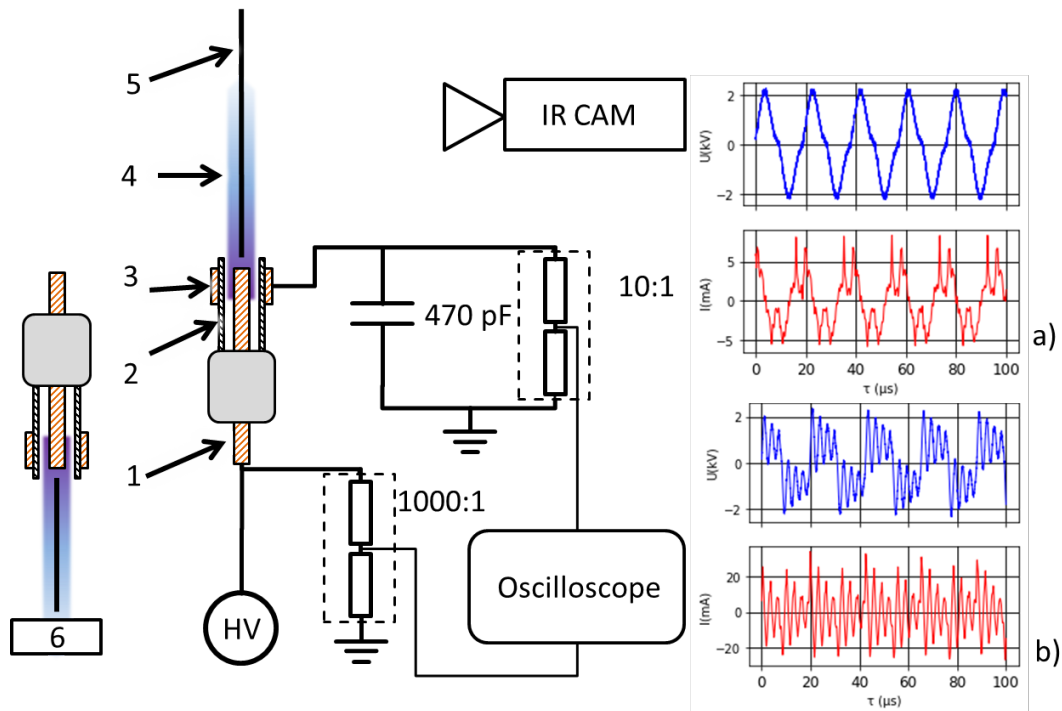 5
4
3
2
1
6
IR CAM
470 pF
10:1
1000:1
HV
Oscilloscope
U(kV)
2
0
−2
I(mA)
5
0
−5
0 20 40 60 80 100
τ (μs)
a)
U(kV)
2
0
−2
I(mA)
20
0
−20
0 20 40 60 80 100
τ (μs)
b)